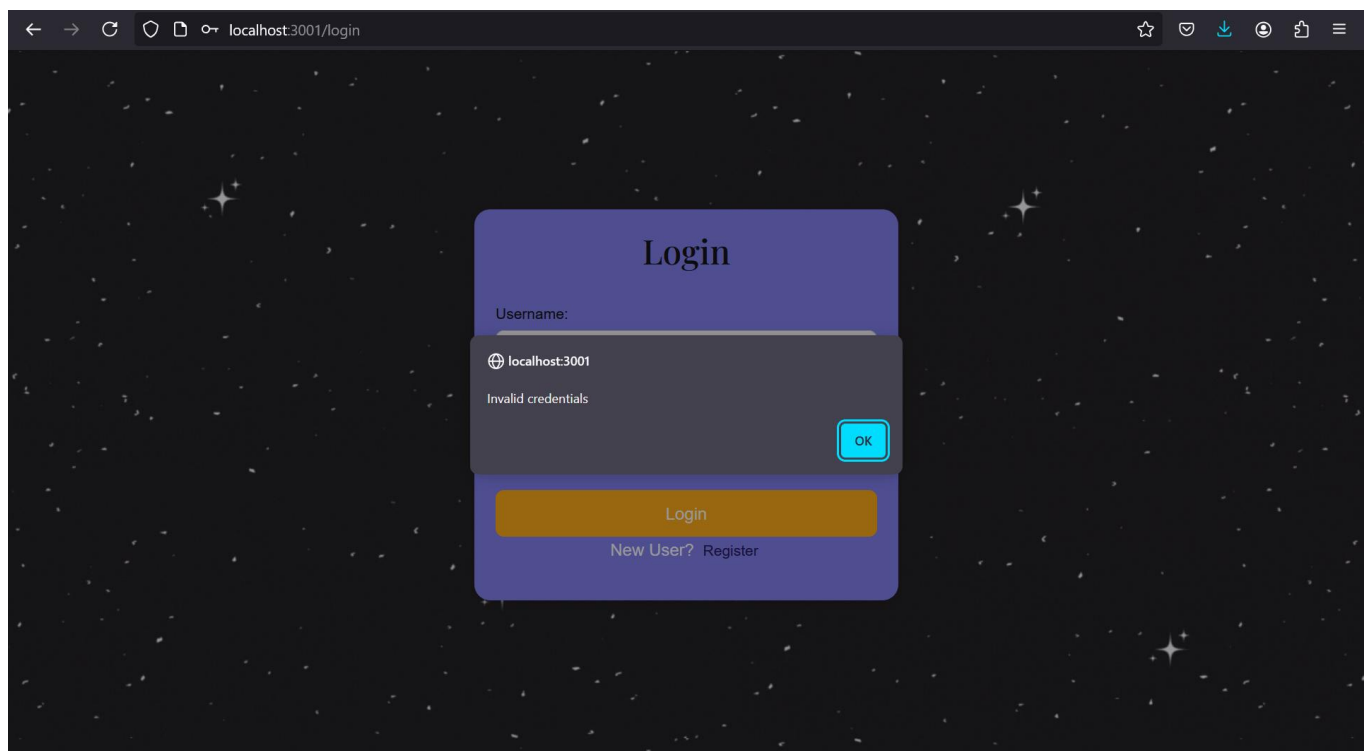 localhost:3001/login
Login
Username:
localhost:3001
Invalid credentials
OK
Login
New User? Register